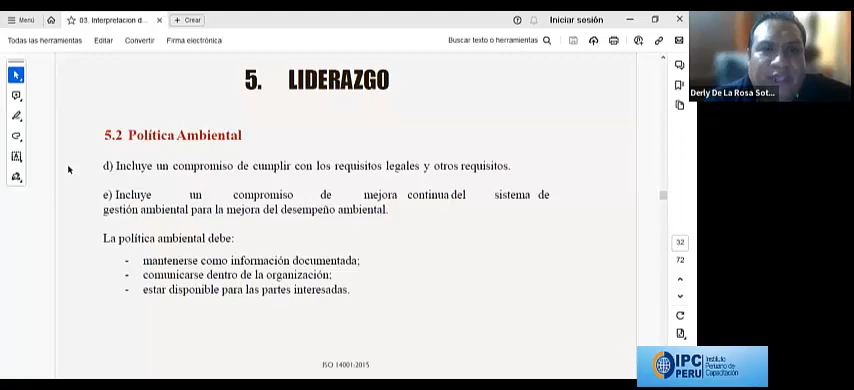 Menú
03. Interpretacion d...
+ Crear
Iniciar sesión
Todas las herramientas
Editar
Convertir
Firma electrónica
Buscar texto o herramientas
Derly De La Rosa Sot...
5. LIDERAZGO
5.2 Política Ambiental
d) Incluye un compromiso de cumplir con los requisitos legales y otros requisitos.
e) Incluye un compromiso de mejora continua del sistema de
gestión ambiental para la mejora del desempeño ambiental.
La política ambiental debe:
- mantenerse como información documentada;
- comunicarse dentro de la organización;
- estar disponible para las partes interesadas.
32
72
ISO 14001:2015
IPC
PERU
Instituto
Peruano de
Capacitación